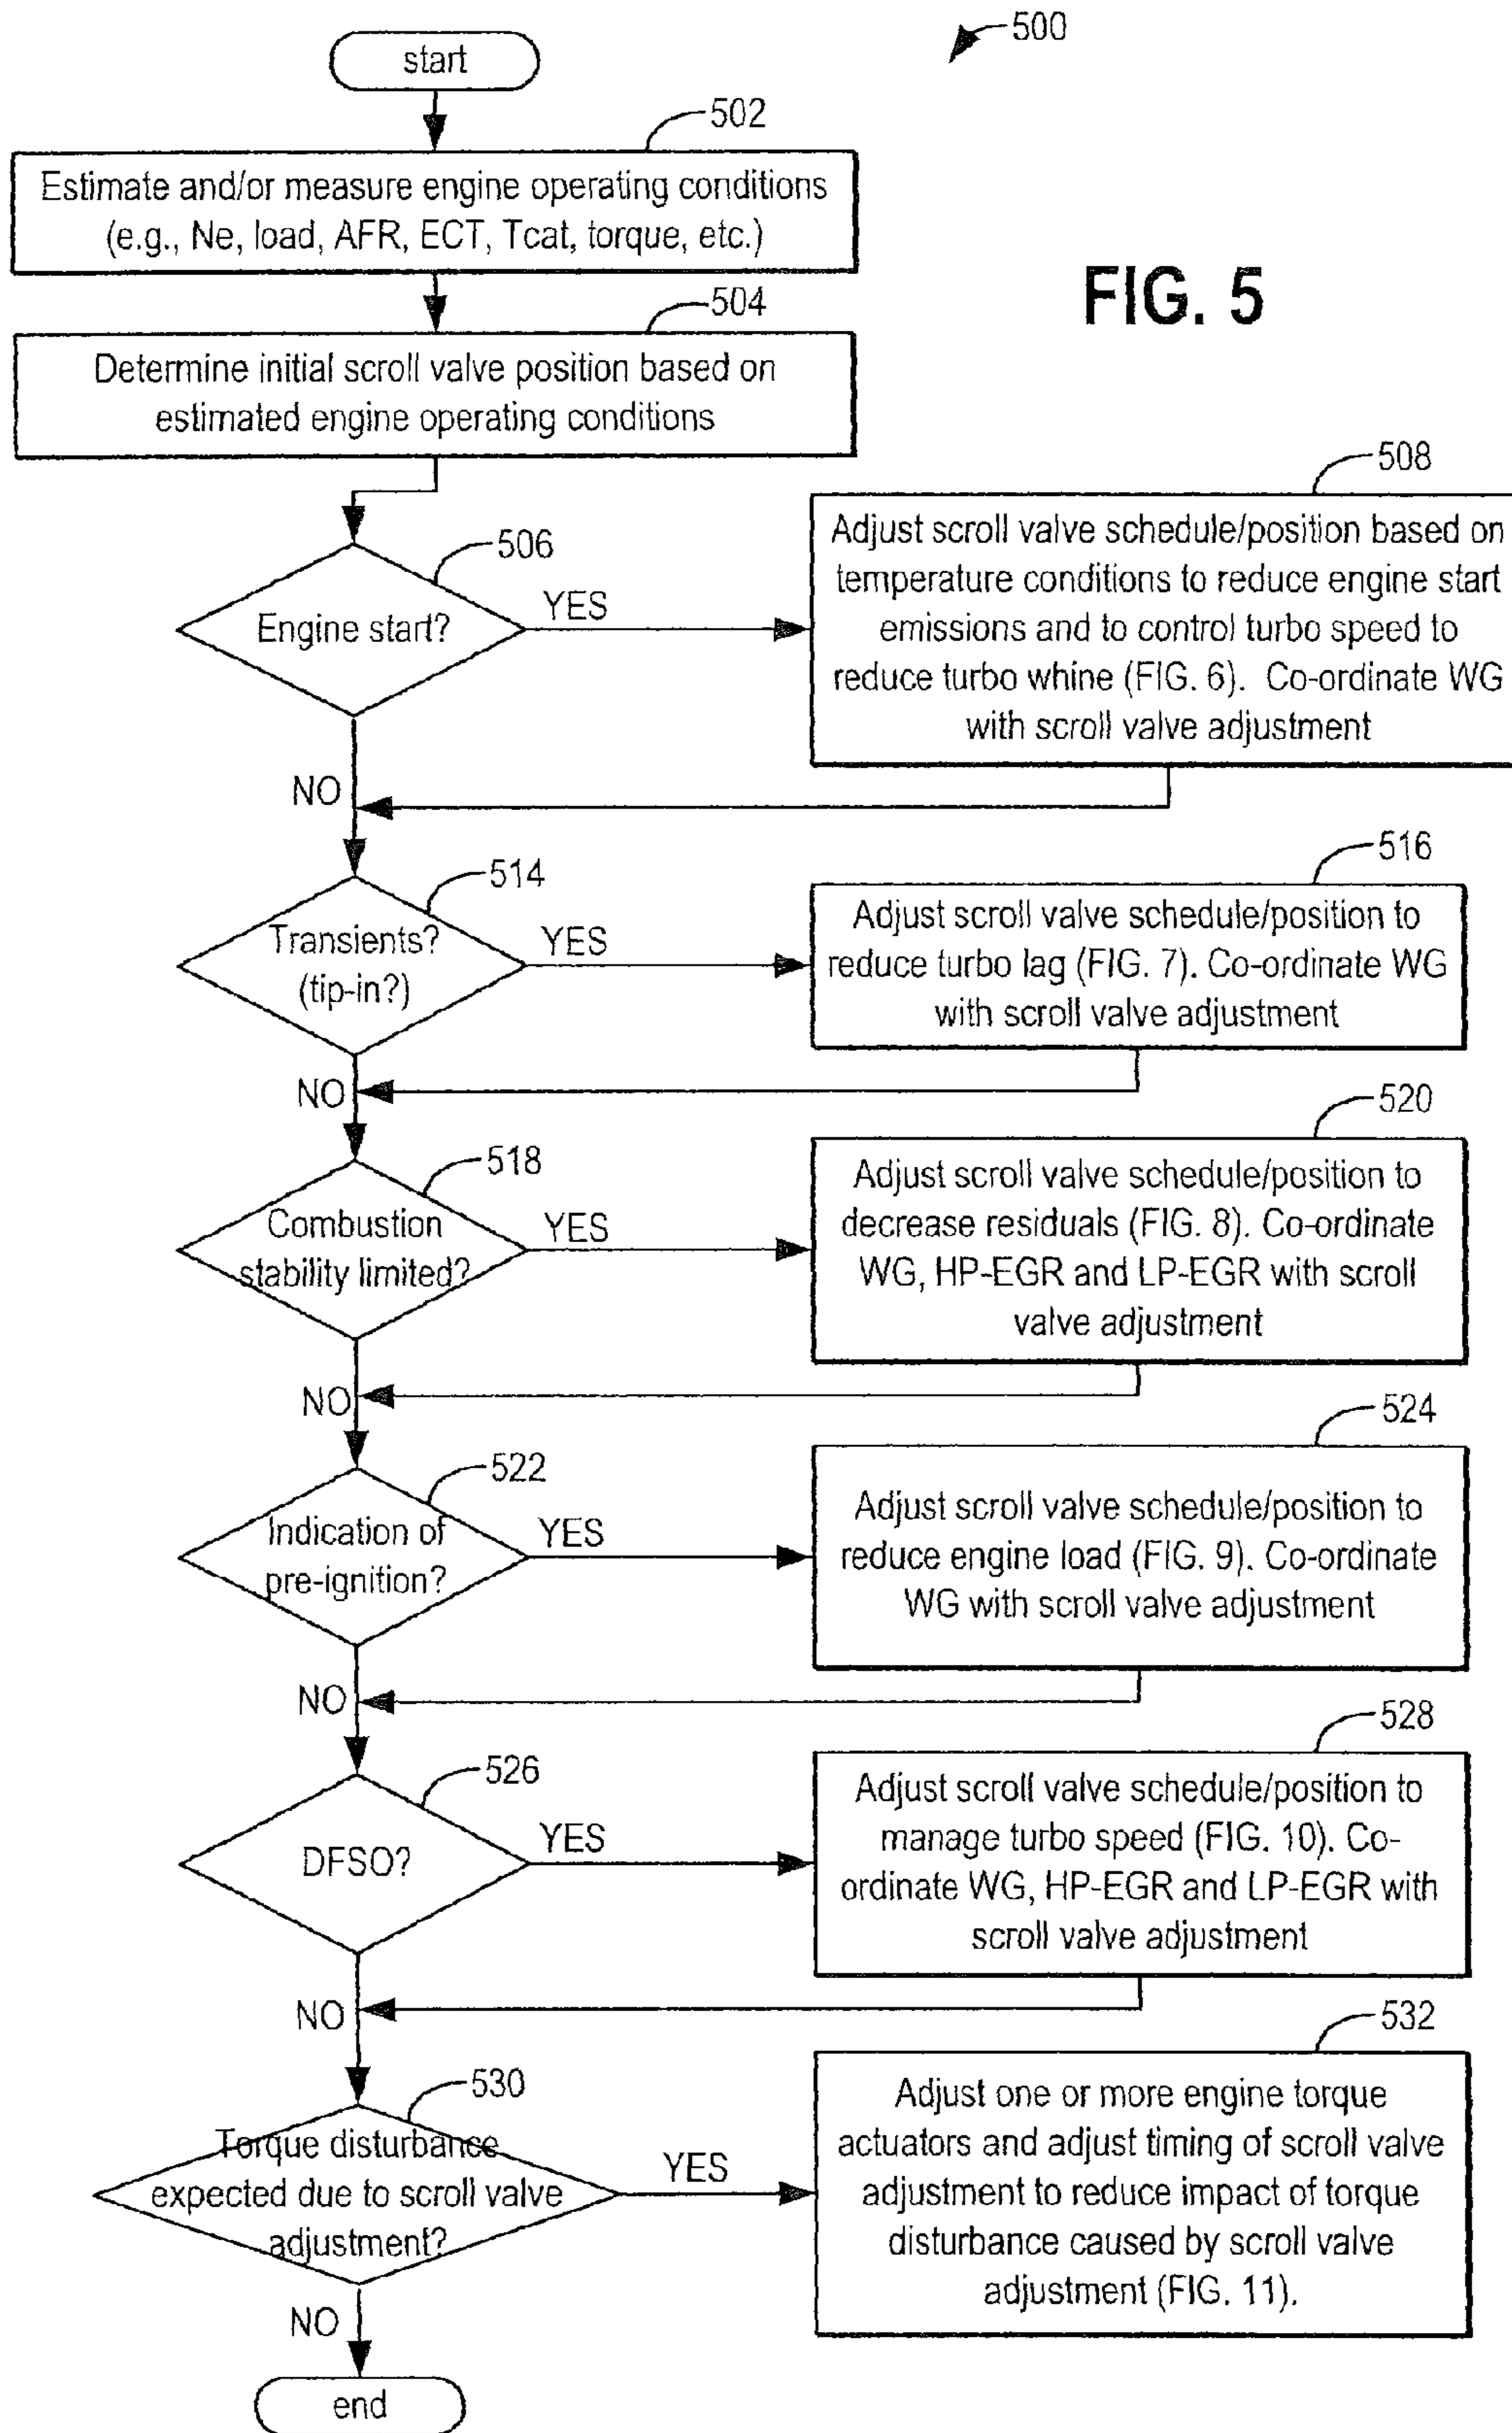 500
start
502
Estimate and/or measure engine operating conditions
(e.g., Ne, load, AFR, ECT, Tcat, torque, etc.)
FIG. 5
504
Determine initial scroll valve position based on
estimated engine operating conditions
506
Engine start?
YES
NO
508
Adjust scroll valve schedule/position based on
temperature conditions to reduce engine start
emissions and to control turbo speed to
reduce turbo whine (FIG. 6). Co-ordinate WG
with scroll valve adjustment
514
Transients?
(tip-in?)
YES
NO
516
Adjust scroll valve schedule/position to
reduce turbo lag (FIG. 7). Co-ordinate WG
with scroll valve adjustment
518
Combustion
stability limited?
YES
NO
520
Adjust scroll valve schedule/position to
decrease residuals (FIG. 8). Co-ordinate
WG, HP-EGR and LP-EGR with scroll
valve adjustment
522
Indication of
pre-ignition?
YES
NO
524
Adjust scroll valve schedule/position to
reduce engine load (FIG. 9). Co-ordinate
WG with scroll valve adjustment
526
DFSO?
YES
NO
528
Adjust scroll valve schedule/position to
manage turbo speed (FIG. 10). Co-
ordinate WG, HP-EGR and LP-EGR with
scroll valve adjustment
530
Torque disturbance
expected due to scroll valve
adjustment?
YES
NO
532
Adjust one or more engine torque
actuators and adjust timing of scroll valve
adjustment to reduce impact of torque
disturbance caused by scroll valve
adjustment (FIG. 11).
end